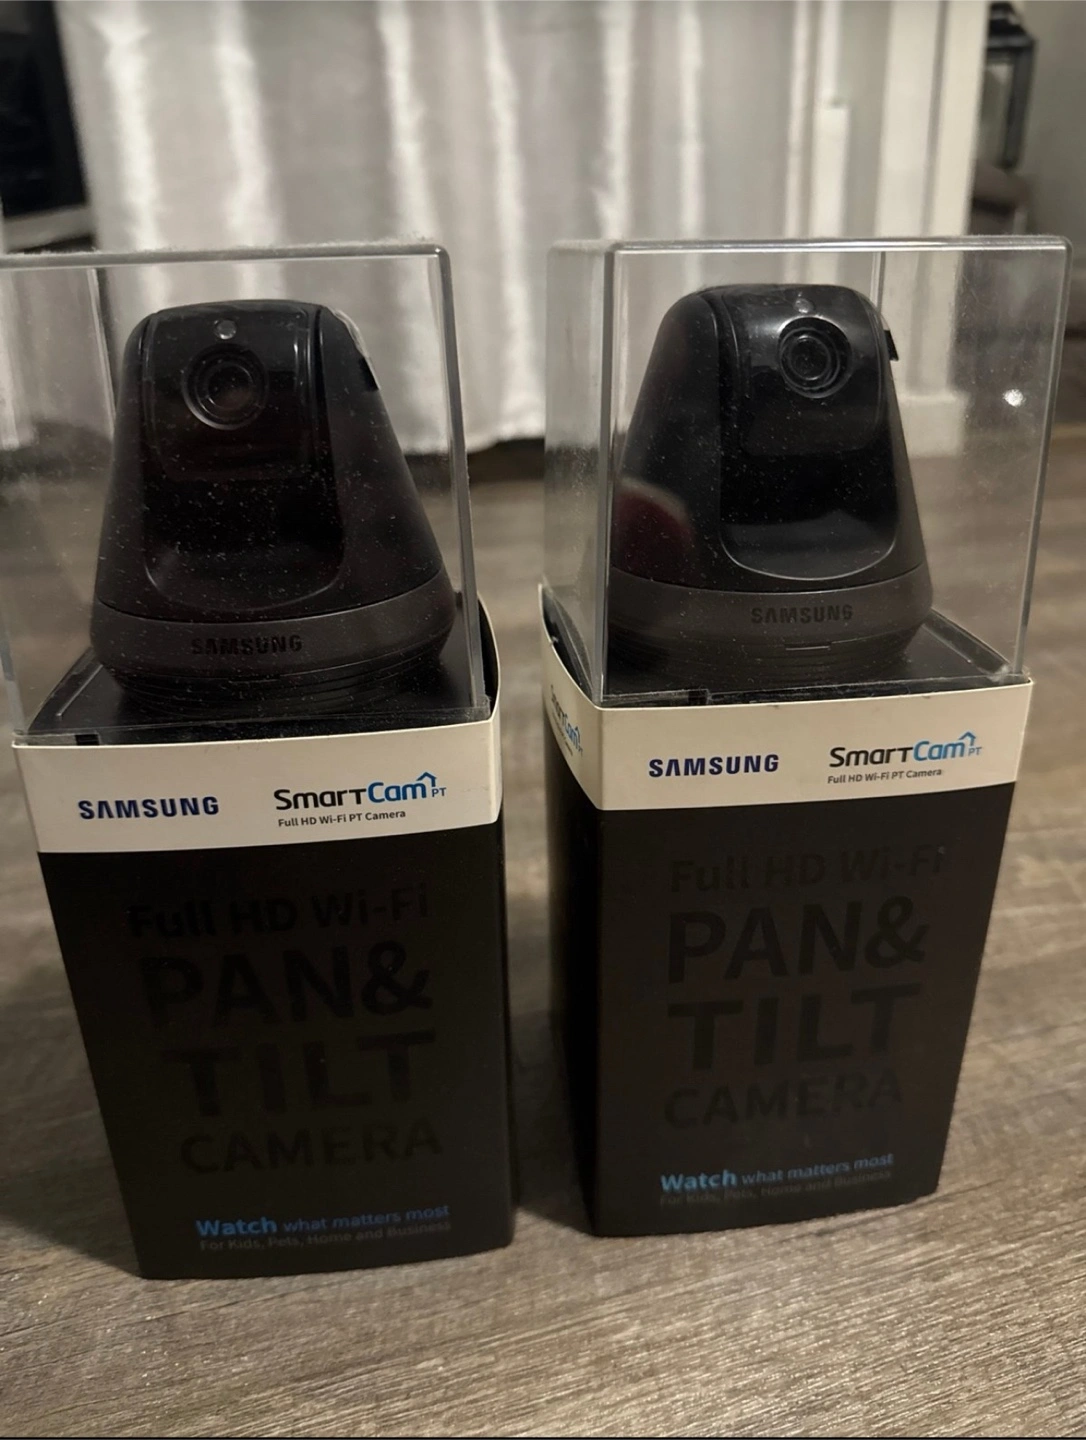 SAMSUNG
SAMSUNG
SAMSUNG
SmarTCam PT
Full HD Wi-Fi PT Camera
Full HD Wi-Fi
PAN&
TILT
CAMERA
Watch what matters most
For Kids, Pets, Home and Business
SmarTCam
SAMSUNG
SmarTCam PT
Full HD Wi-Fi PT Camera
Full HD Wi-Fi
PAN&
TILT
CAMERA
Watch what matters most
For Kids, Pets, Home and Business